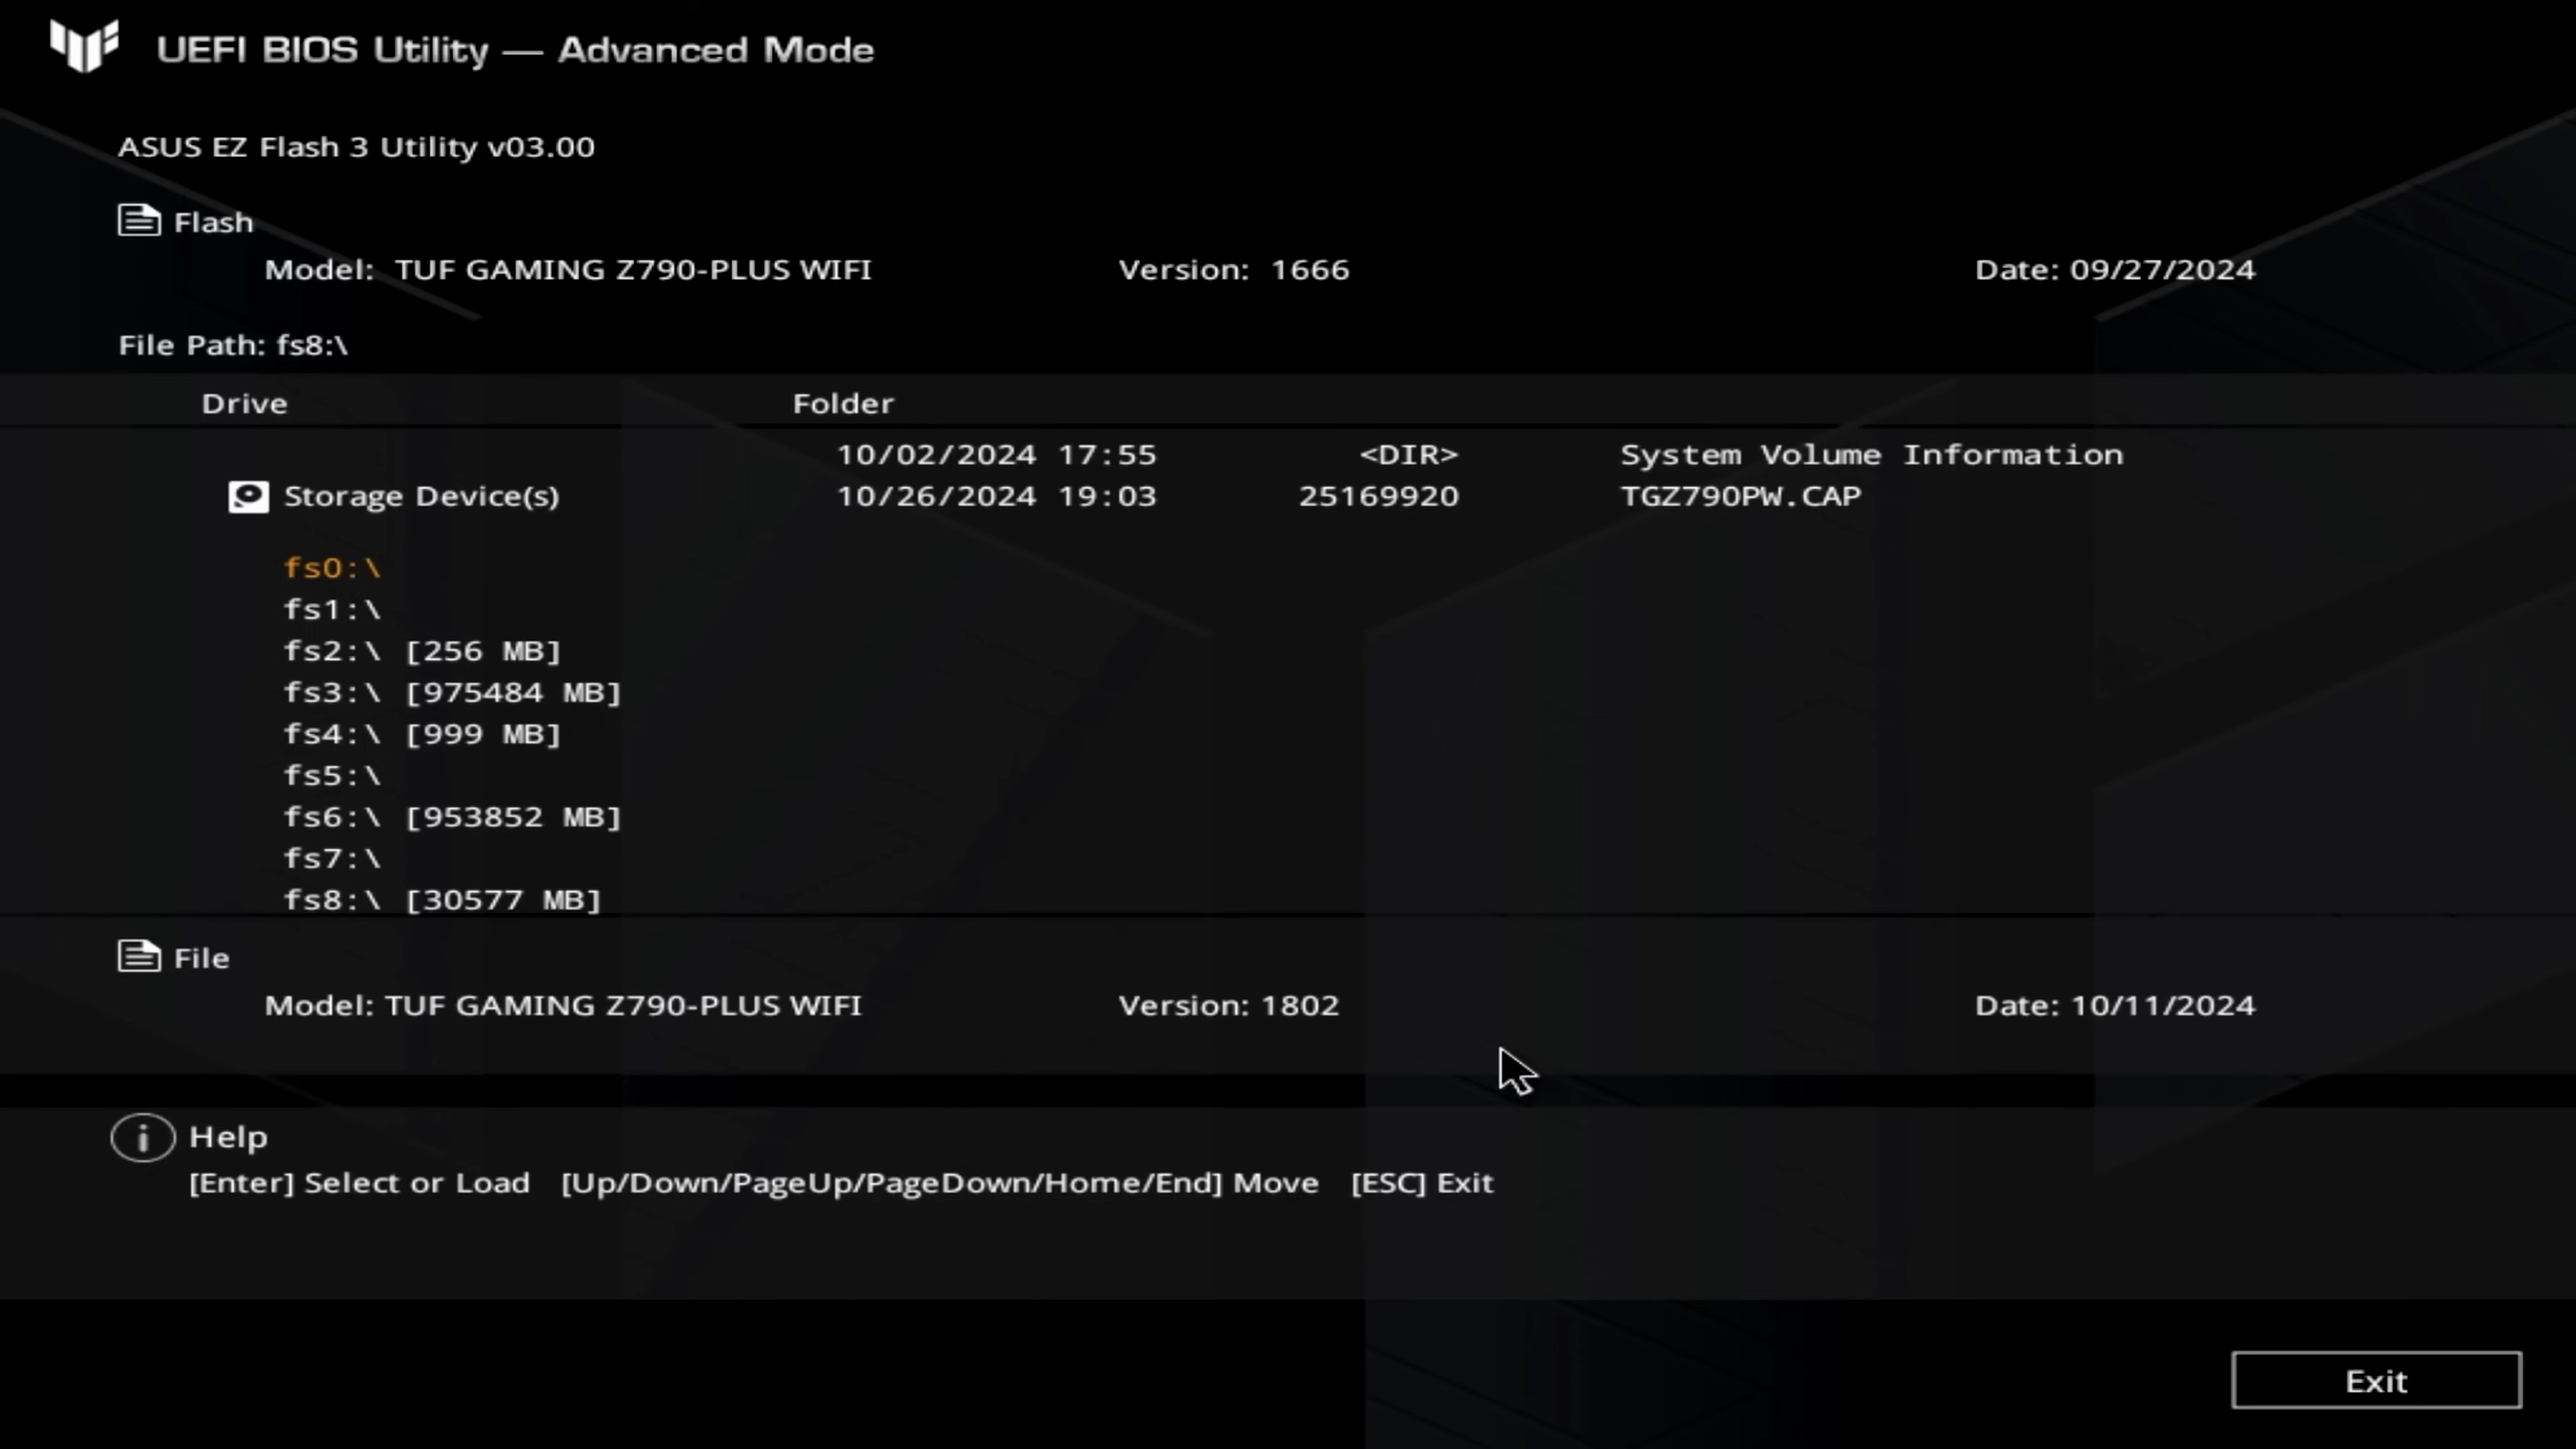 UEFI BIOS Utility — Advanced Mode
ASUS EZ Flash 3 Utility v03.00
Flash
Model: TUF GAMING Z790-PLUS WIFI Version: 1666 Date: 09/27/2024
File Path: fs8:\
Drive Folder
10/02/2024 17:55 <DIR> System Volume Information
Storage Device(s) 10/26/2024 19:03 25169920 TGZ790PW.CAP
fs0:\
fs1:\
fs2:\ [256 MB]
fs3:\ [975484 MB]
fs4:\ [999 MB]
fs5:\
fs6:\ [953852 MB]
fs7:\
fs8:\ [30577 MB]
File
Model: TUF GAMING Z790-PLUS WIFI Version: 1802 Date: 10/11/2024
Help
[Enter] Select or Load [Up/Down/PageUp/PageDown/Home/End] Move [ESC] Exit
Exit